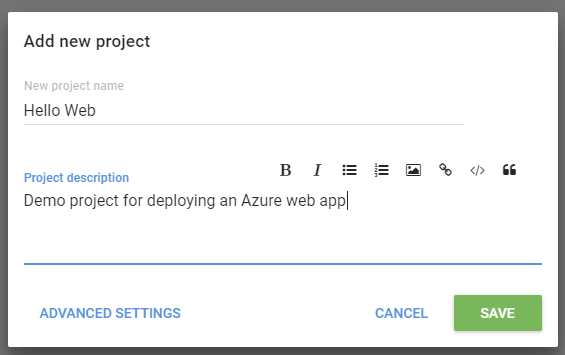 Add new project
New project name
Hello Web
Project description
B I </>
Demo project for deploying an Azure web app
ADVANCED SETTINGS CANCEL SAVE